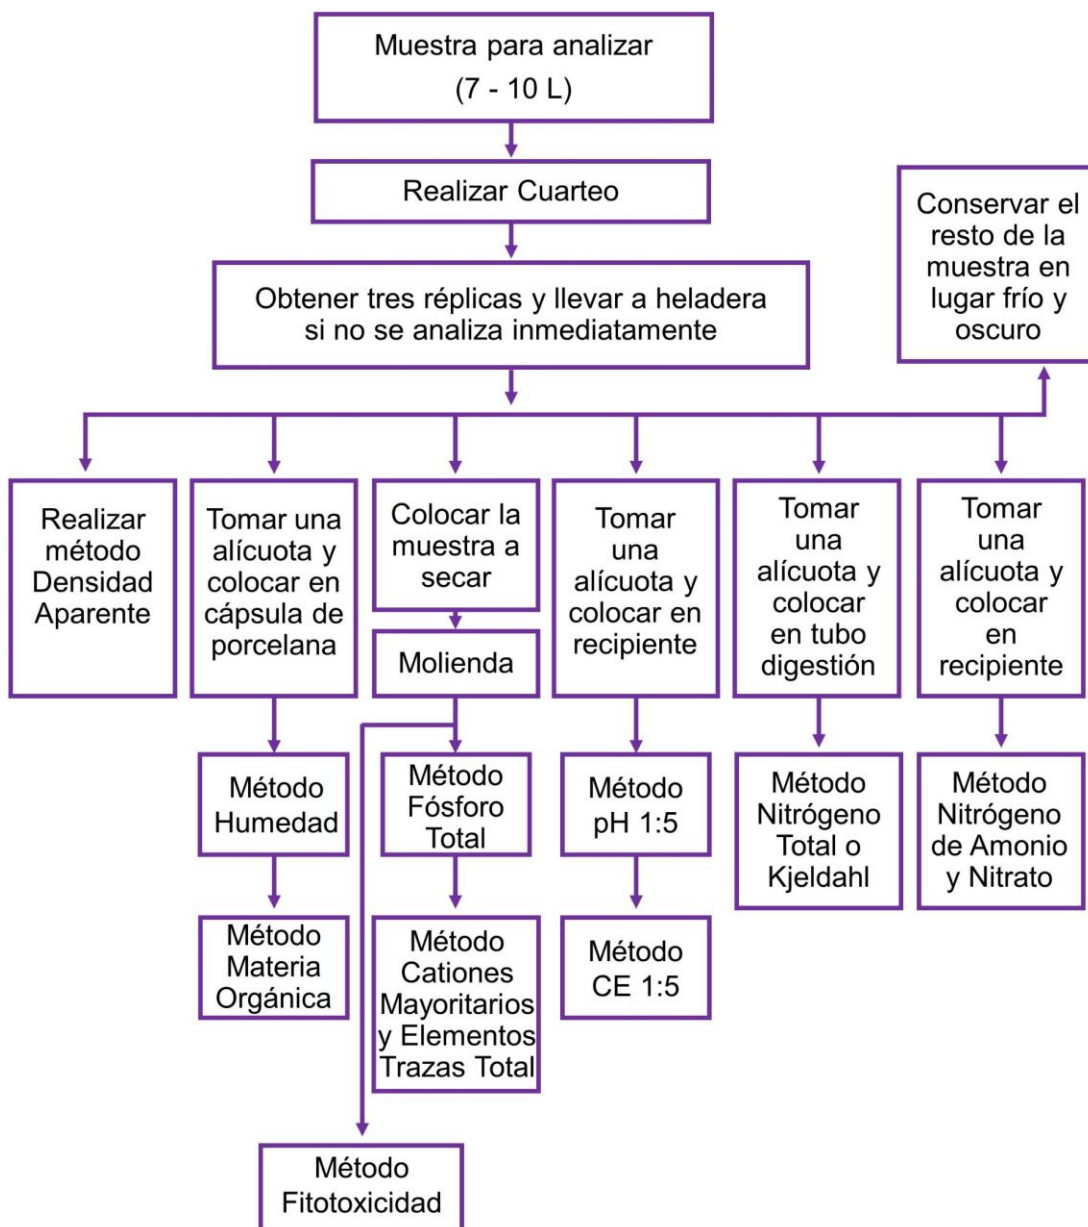 Muestra para analizar
(7 - 10 L)
Realizar Cuarteo
Conservar el
resto de la
muestra en
lugar frío y
oscuro
Obtener tres réplicas y llevar a heladera
si no se analiza inmediatamente
Realizar
método
Densidad
Aparente
Tomar una
alícuota y
colocar en
cápsula de
porcelana
Colocar la
muestra a
secar
Molienda
Tomar
una
alícuota y
colocar en
recipiente
Tomar
una
alícuota y
colocar
en tubo
digestión
Tomar
una
alícuota y
colocar
en
recipiente
Método
Humedad
Método
Fósforo
Total
Método
pH 1:5
Método
Nitrógeno
Total o
Kjeldahl
Método
Nitrógeno
de Amonio
y Nitrato
Método
Materia
Orgánica
Método
Cationes
Mayoritarios
y Elementos
Trazas Total
Método
CE 1:5
Método
Fitotoxicidad